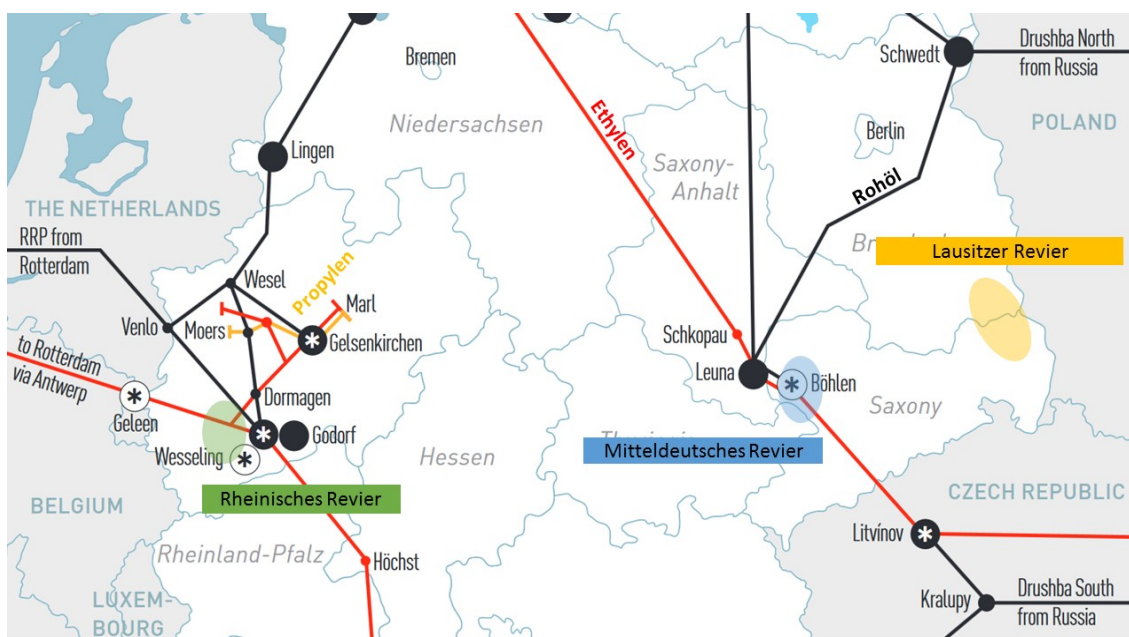 Bremen
Schwedt
Drushba North
from Russia
Niedersachsen
Berlin
POLAND
Lingen
Ethylen
Saxony-
Anhalt
Rohöl
THE NETHERLANDS
RRP from
Rotterdam
Lausitzer Revier
Wesel
Propylen
Marl
Venlo
Moers
Gelsenkirchen
Schkopau
to Rotterdam
via Antwerp
Leuna
Böhlen
Geleen
Dormagen
Saxony
Godorf
Wesseling
Hessen
Mitteldeutsches Revier
Rheinisches Revier
BELGIUM
CZECH REPUBLIC
Litvínov
Rheinland-Pfalz
Höchst
LUXEM-
BOURG
Kralupy
Drushba South
from Russia